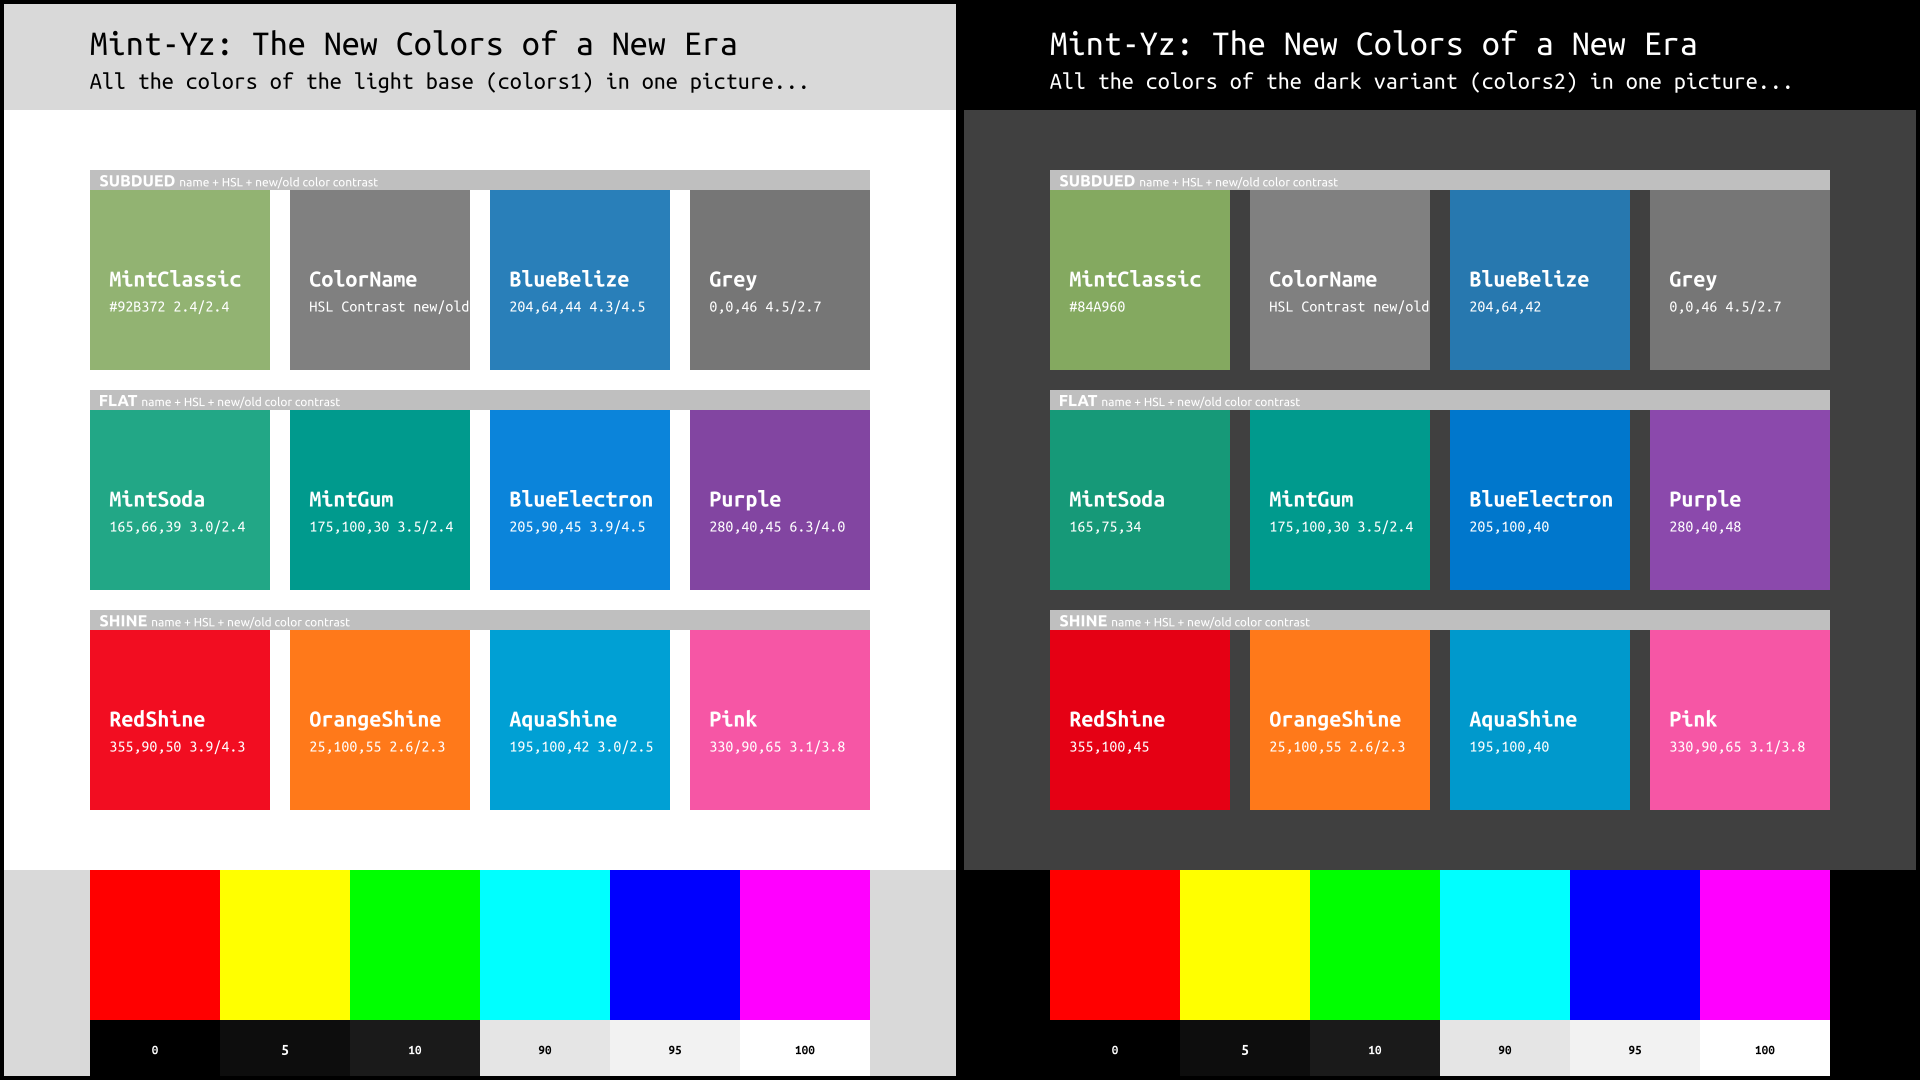 Mint-Yz: The New Colors of a New Era
All the colors of the light base (colors1) in one picture...
SUBDUED name + HSL + new/old color contrast
MintClassic
#92B372 2.4/2.4
ColorName
HSL Contrast new/old
BlueBelize
204,64,44 4.3/4.5
Grey
0,0,46 4.5/2.7
FLAT name + HSL + new/old color contrast
MintSoda
165,66,39 3.0/2.4
MintGum
175,100,30 3.5/2.4
BlueElectron
205,90,45 3.9/4.5
Purple
280,40,45 6.3/4.0
SHINE name + HSL + new/old color contrast
RedShine
355,90,50 3.9/4.3
OrangeShine
25,100,55 2.6/2.3
AquaShine
195,100,42 3.0/2.5
Pink
330,90,65 3.1/3.8
0 5 10 90 95 100
Mint-Yz: The New Colors of a New Era
All the colors of the dark variant (colors2) in one picture...
SUBDUED name + HSL + new/old color contrast
MintClassic
#84A960
ColorName
HSL Contrast new/old
BlueBelize
204,64,42
Grey
0,0,46 4.5/2.7
FLAT name + HSL + new/old color contrast
MintSoda
165,75,34
MintGum
175,100,30 3.5/2.4
BlueElectron
205,100,40
Purple
280,40,48
SHINE name + HSL + new/old color contrast
RedShine
355,100,45
OrangeShine
25,100,55 2.6/2.3
AquaShine
195,100,40
Pink
330,90,65 3.1/3.8
0 5 10 90 95 100